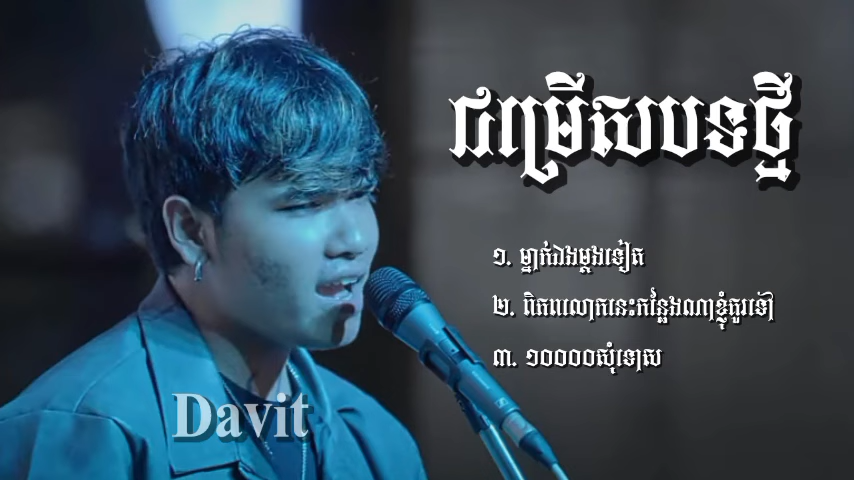 ជម្រើសបទថ្មី
១. ម្នាក់ឯងម្ដងទៀត
២. ពិភពលោកនេះកន្លែងណាខ្ញុំគួរទៅ
៣. ១០០០០សុំទោស
Davit